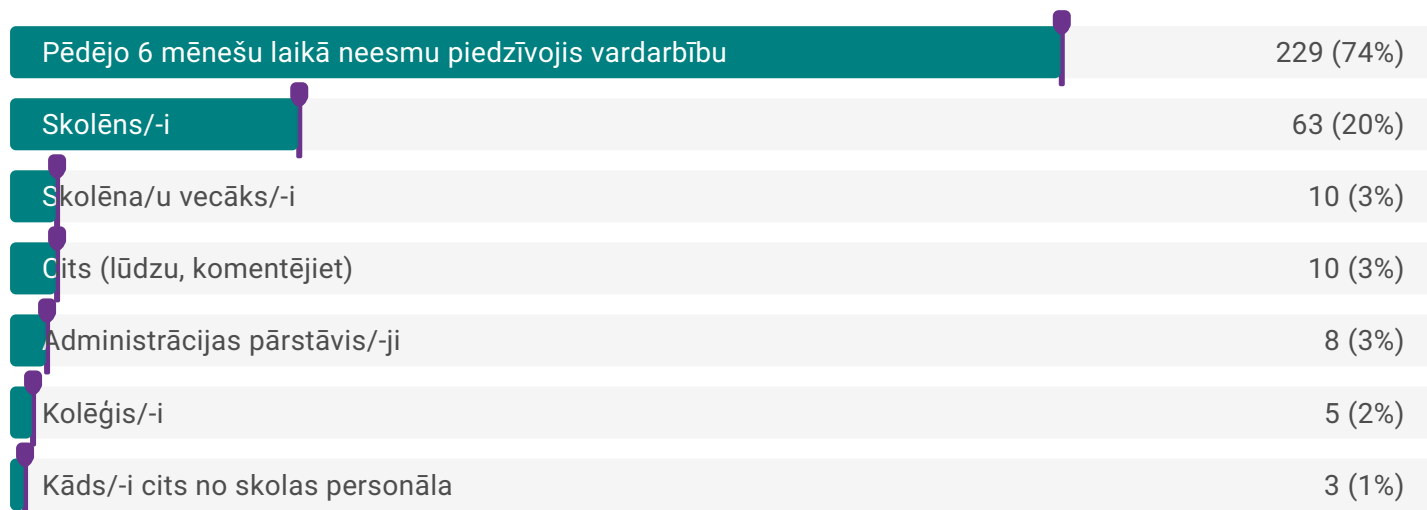 Pēdējo 6 mēnešu laikā neesmu piedzīvojis vardarbību 229 (74%)
Skolēns/-i 63 (20%)
Skolēna/u vecāks/-i 10 (3%)
Cits (lūdzu, komentējiet) 10 (3%)
Administrācijas pārstāvis/-ji 8 (3%)
Kolēģis/-i 5 (2%)
Kāds/-i cits no skolas personāla 3 (1%)